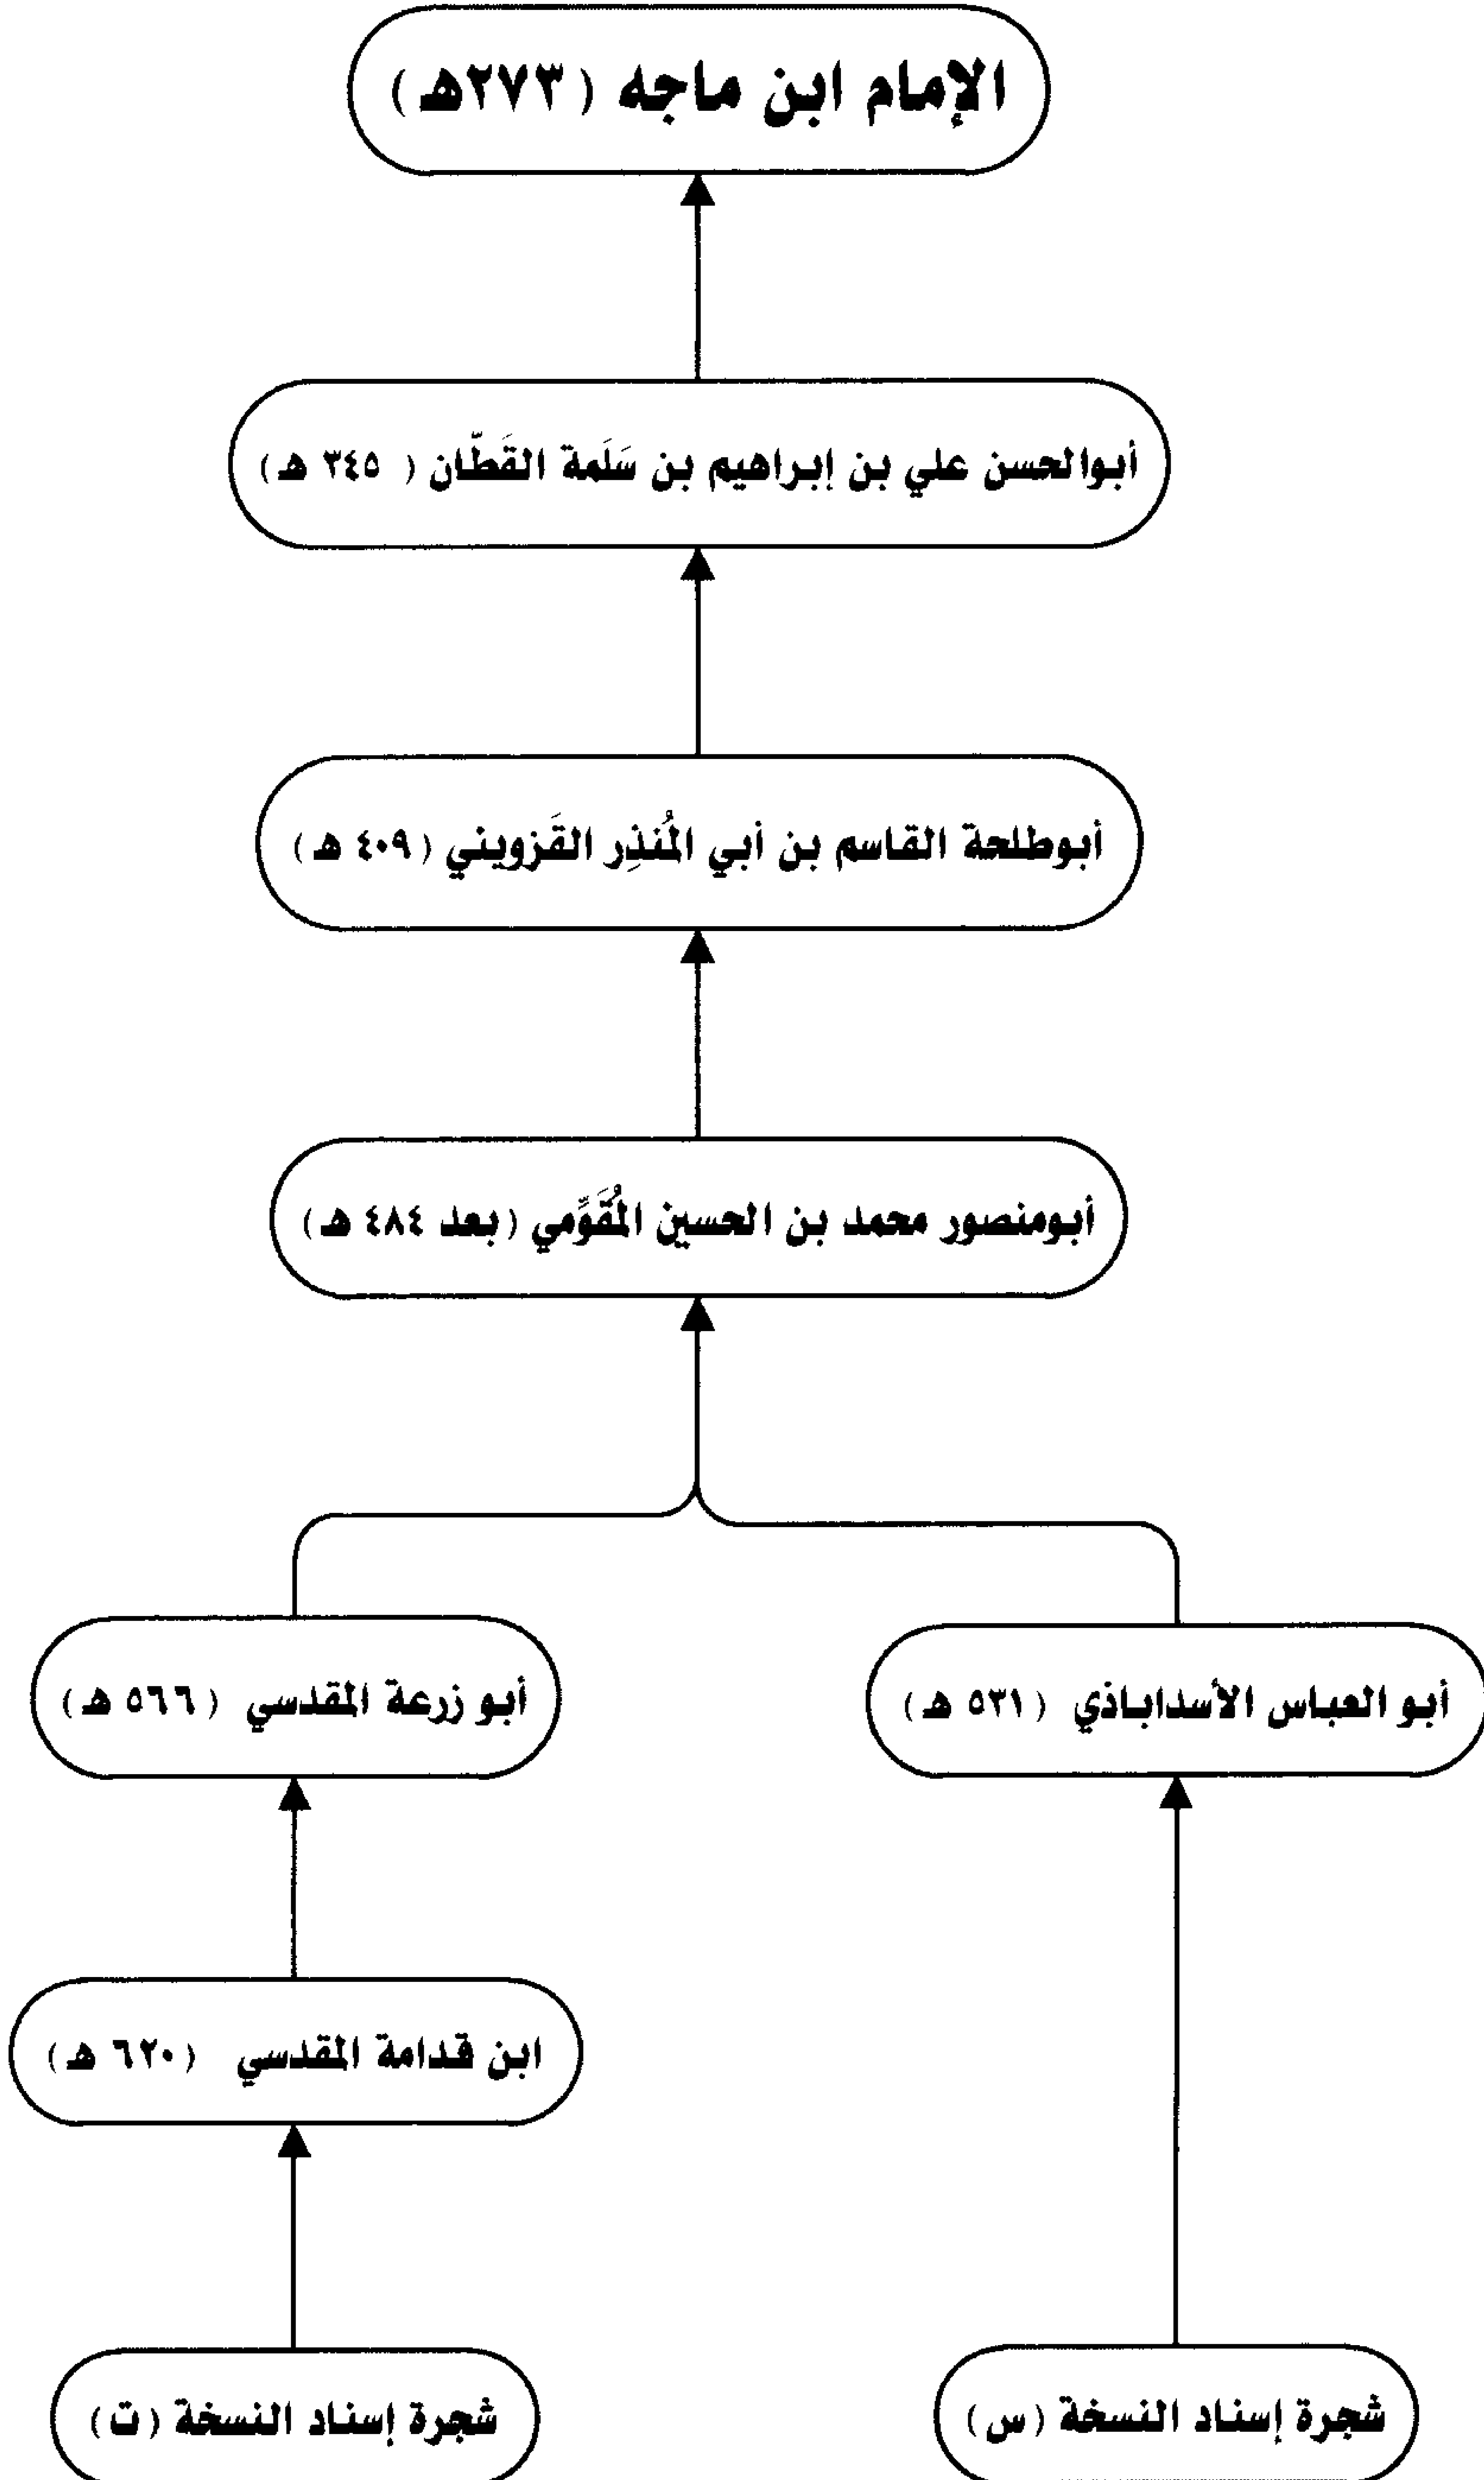 الإمام ابن ماجه (٢٧٣هـ)
أبوالحسن علي بن إبراهيم بن سَلَمة القَطَّان ( ٣٤٥ هـ)
أبوطلحة القاسم بن أبي المُنذِر القَزويني (٤٠٩ هـ)
أبومنصور محمد بن الحسين المُقَوِّمي (بعد ٤٨٤ هـ)
أبو العباس الأسداباذي (٥٣١ هـ)
أبو زرعة المقدسي (٥٦٦ هـ)
ابن قدامة المقدسي (٦٢٠ هـ)
شجرة إسناد النسخة (س)
شجرة إسناد النسخة (ت)